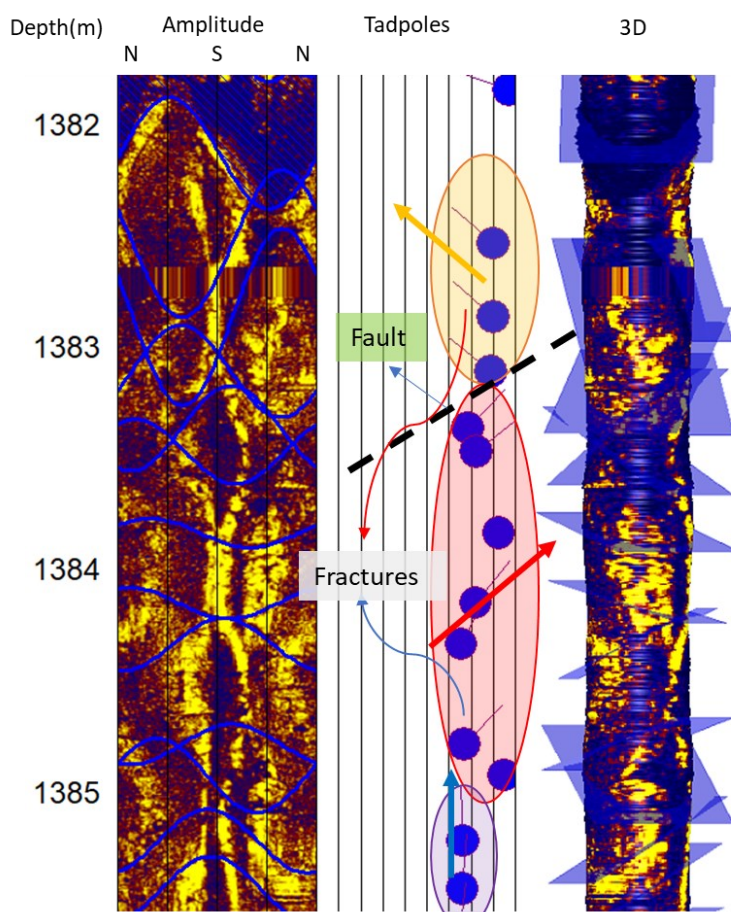 Depth(m) Amplitude Tadpoles 3D
N S N
1382
1383
Fault
1384
Fractures
1385